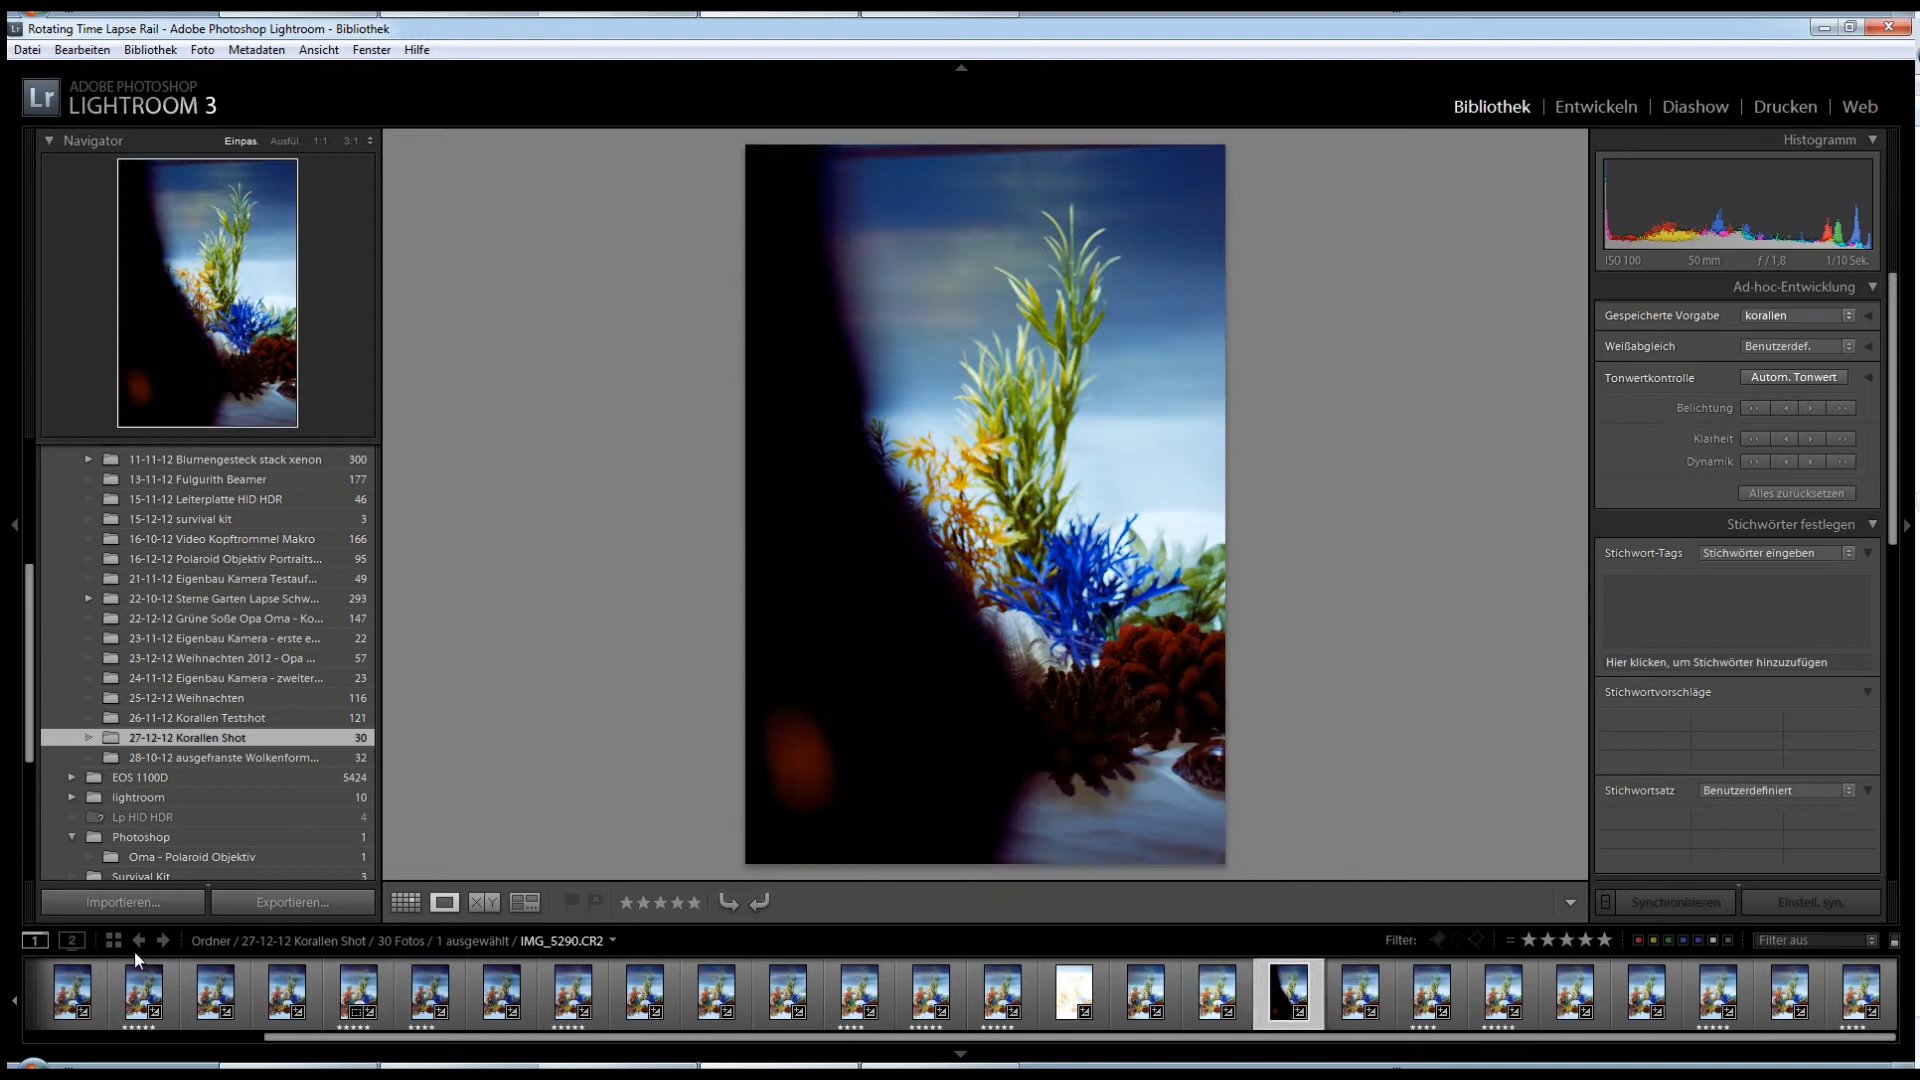 Rotating Time Lapse Rail - Adobe Photoshop Lightroom - Bibliothek
Datei Bearbeiten Bibliothek Foto Metadaten Ansicht Fenster Hilfe
Lr ADOBE PHOTOSHOP
LIGHTROOM 3
Bibliothek | Entwickeln | Diashow | Drucken | Web
Navigator Einpas. Ausfül. 1:1 3:1
11-11-12 Blumengesteck stack xenon 300
13-11-12 Fulgurith Beamer 177
15-11-12 Leiterplatte HID HDR 46
15-12-12 survival kit 3
16-10-12 Video Kopftrommel Makro 166
16-12-12 Polaroid Objektiv Portraits... 95
21-11-12 Eigenbau Kamera Testauf... 49
22-10-12 Sterne Garten Lapse Schw... 293
22-12-12 Grüne Soße Opa Oma - Ko... 147
23-11-12 Eigenbau Kamera - erste e... 22
23-12-12 Weihnachten 2012 - Opa ... 57
24-11-12 Eigenbau Kamera - zweiter... 23
25-12-12 Weihnachten 116
26-11-12 Korallen Testshot 121
27-12-12 Korallen Shot 30
28-10-12 ausgefranste Wolkenform... 32
EOS 1100D 5424
lightroom 10
Lp HID HDR 4
Photoshop 1
Oma - Polaroid Objektiv 1
Survival Kit 3
Importieren... Exportieren...
Histogramm
ISO 100 50 mm ƒ / 1,8 1/10 Sek.
Ad-hoc-Entwicklung
Gespeicherte Vorgabe korallen
Weißabgleich Benutzerdef.
Tonwertkontrolle Autom. Tonwert
Belichtung
Klarheit
Dynamik
Alles zurücksetzen
Stichwörter festlegen
Stichwort-Tags Stichwörter eingeben
Hier klicken, um Stichwörter hinzuzufügen
Stichwortvorschläge
Stichwortsatz Benutzerdefiniert
Synchronisieren Einstell. syn.
X Y
1 2 Ordner / 27-12-12 Korallen Shot / 30 Fotos / 1 ausgewählt / IMG_5290.CR2
Filter: = ★★★★★ Filter aus